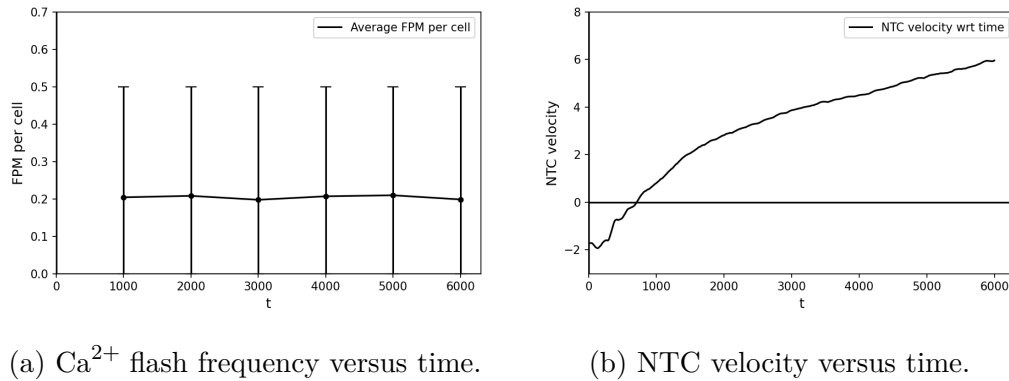 0.7
0.6
0.5
0.4
0.3
0.2
0.1
0.0
FPM per cell
Average FPM per cell
0 1000 2000 3000 4000 5000 6000
t
8
6
4
2
0
−2
NTC velocity
NTC velocity wrt time
0 1000 2000 3000 4000 5000 6000
t
(a) Ca²⁺ flash frequency versus time.
(b) NTC velocity versus time.